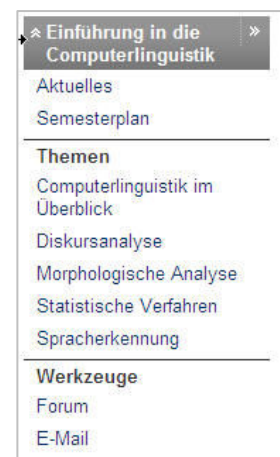 Einführung in die
Computerlinguistik
Aktuelles
Semesterplan
Themen
Computerlinguistik im
Überblick
Diskursanalyse
Morphologische Analyse
Statistische Verfahren
Spracherkennung
Werkzeuge
Forum
E-Mail